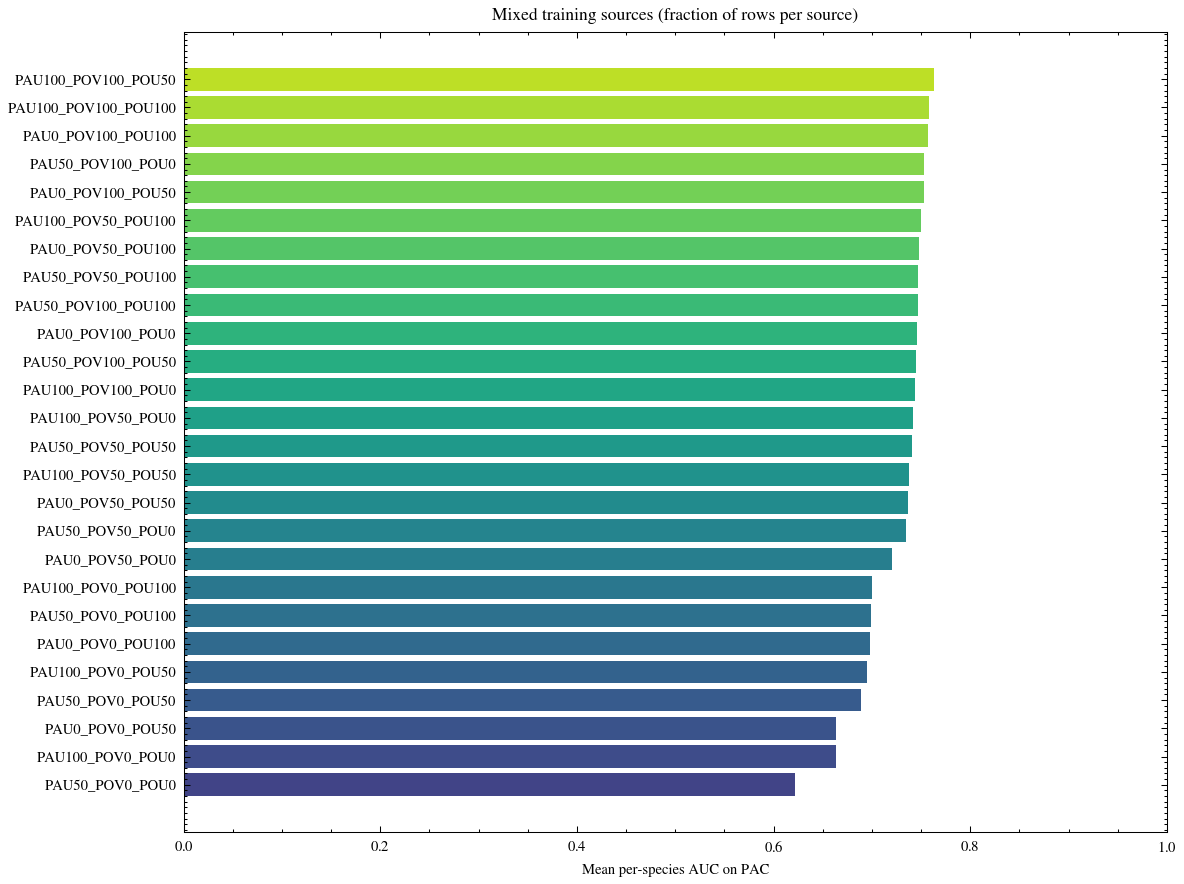 Mixed training sources (fraction of rows per source)
PAU100_POV100_POU50
PAU100_POV100_POU100
PAU0_POV100_POU100
PAU50_POV100_POU0
PAU0_POV100_POU50
PAU100_POV50_POU100
PAU0_POV50_POU100
PAU50_POV50_POU100
PAU50_POV100_POU100
PAU0_POV100_POU0
PAU50_POV100_POU50
PAU100_POV100_POU0
PAU100_POV50_POU0
PAU50_POV50_POU50
PAU100_POV50_POU50
PAU0_POV50_POU50
PAU50_POV50_POU0
PAU0_POV50_POU0
PAU100_POV0_POU100
PAU50_POV0_POU100
PAU0_POV0_POU100
PAU100_POV0_POU50
PAU50_POV0_POU50
PAU0_POV0_POU50
PAU100_POV0_POU0
PAU50_POV0_POU0
0.0 0.2 0.4 0.6 0.8 1.0
Mean per-species AUC on PAC